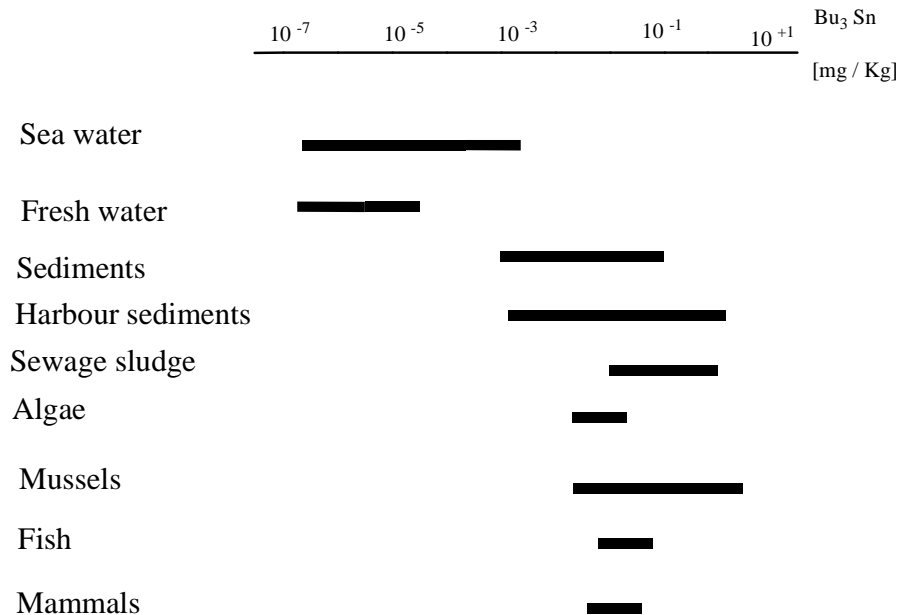 10⁻⁷ 10⁻⁵ 10⁻³ 10⁻¹ 10⁺¹ Bu₃ Sn
[mg / Kg]
Sea water
Fresh water
Sediments
Harbour sediments
Sewage sludge
Algae
Mussels
Fish
Mammals